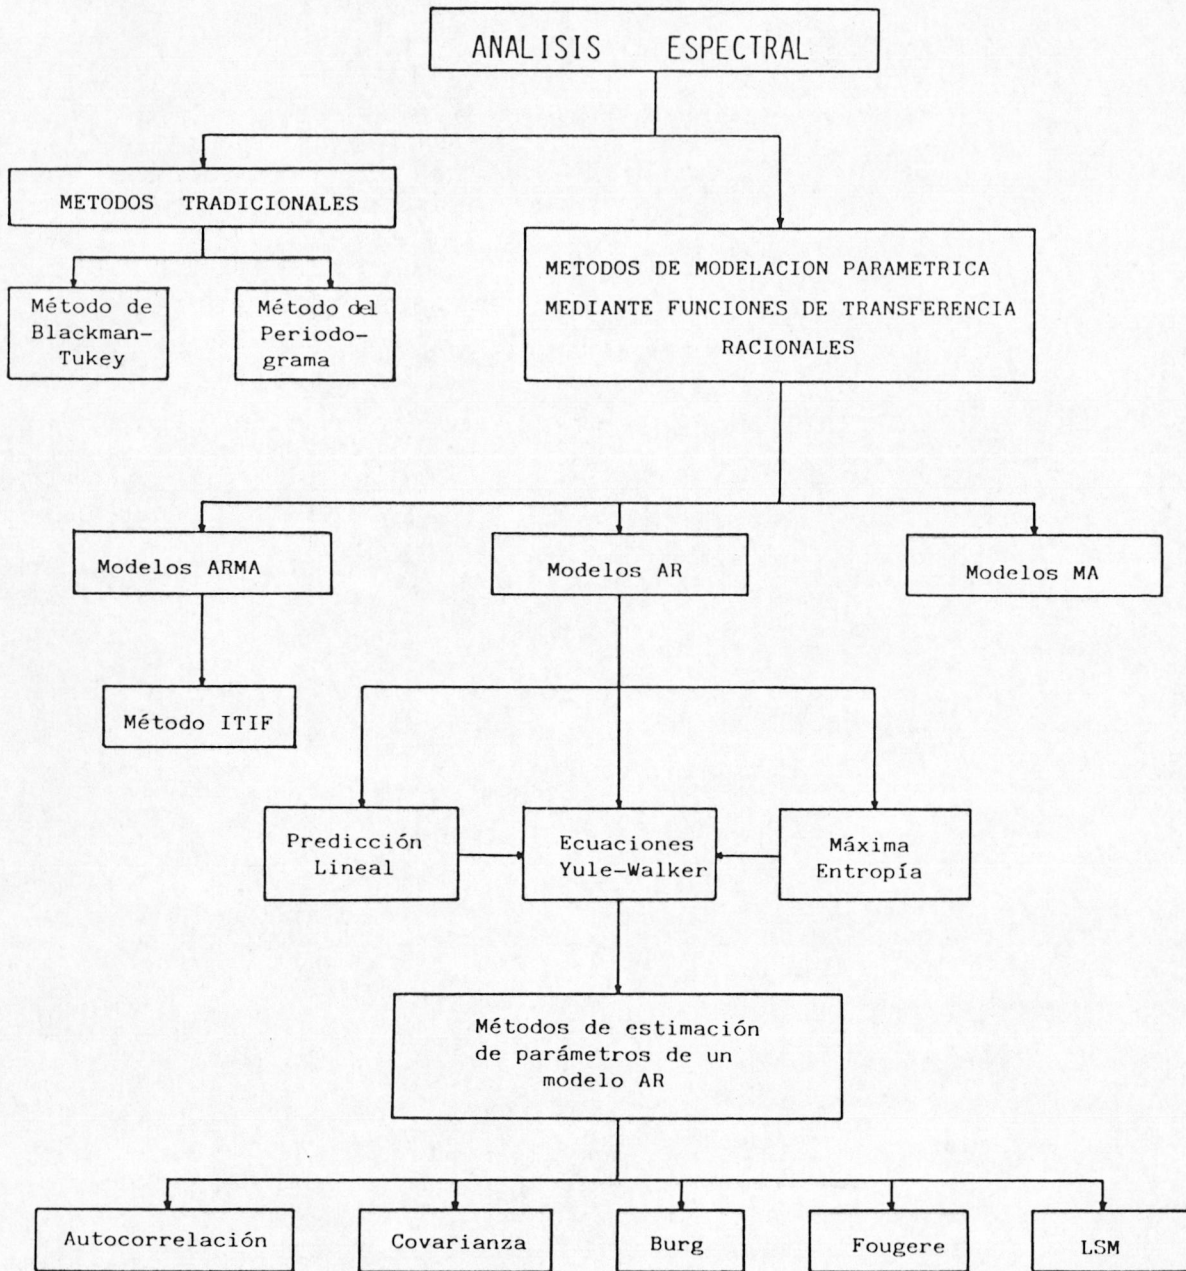 ANALISIS ESPECTRAL
METODOS TRADICIONALES
METODOS DE MODELACION PARAMETRICA
MEDIANTE FUNCIONES DE TRANSFERENCIA
RACIONALES
Método de
Blackman-
Tukey
Método del
Periodo-
grama
Modelos ARMA
Modelos AR
Modelos MA
Método ITIF
Predicción
Lineal
Ecuaciones
Yule-Walker
Máxima
Entropía
Métodos de estimación
de parámetros de un
modelo AR
Autocorrelación
Covarianza
Burg
Fougere
LSM